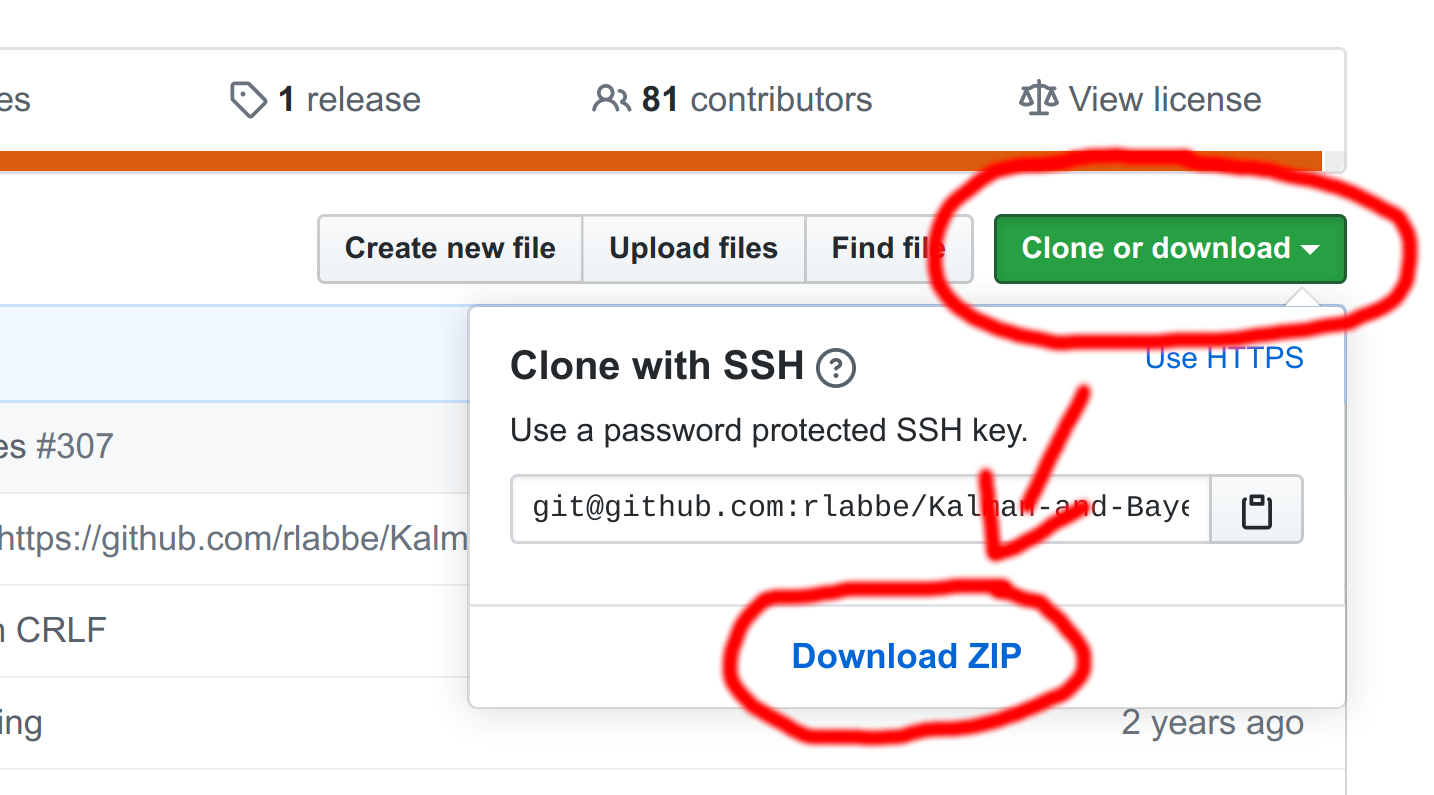 es
1 release
81 contributors
View license
Create new file
Upload files
Find file
Clone or download
Clone with SSH ?
Use HTTPS
Use a password protected SSH key.
es #307
git@github.com:rlabbe/Kalman-and-Baye
https://github.com/rlabbe/Kalm
n CRLF
Download ZIP
ing
2 years ago